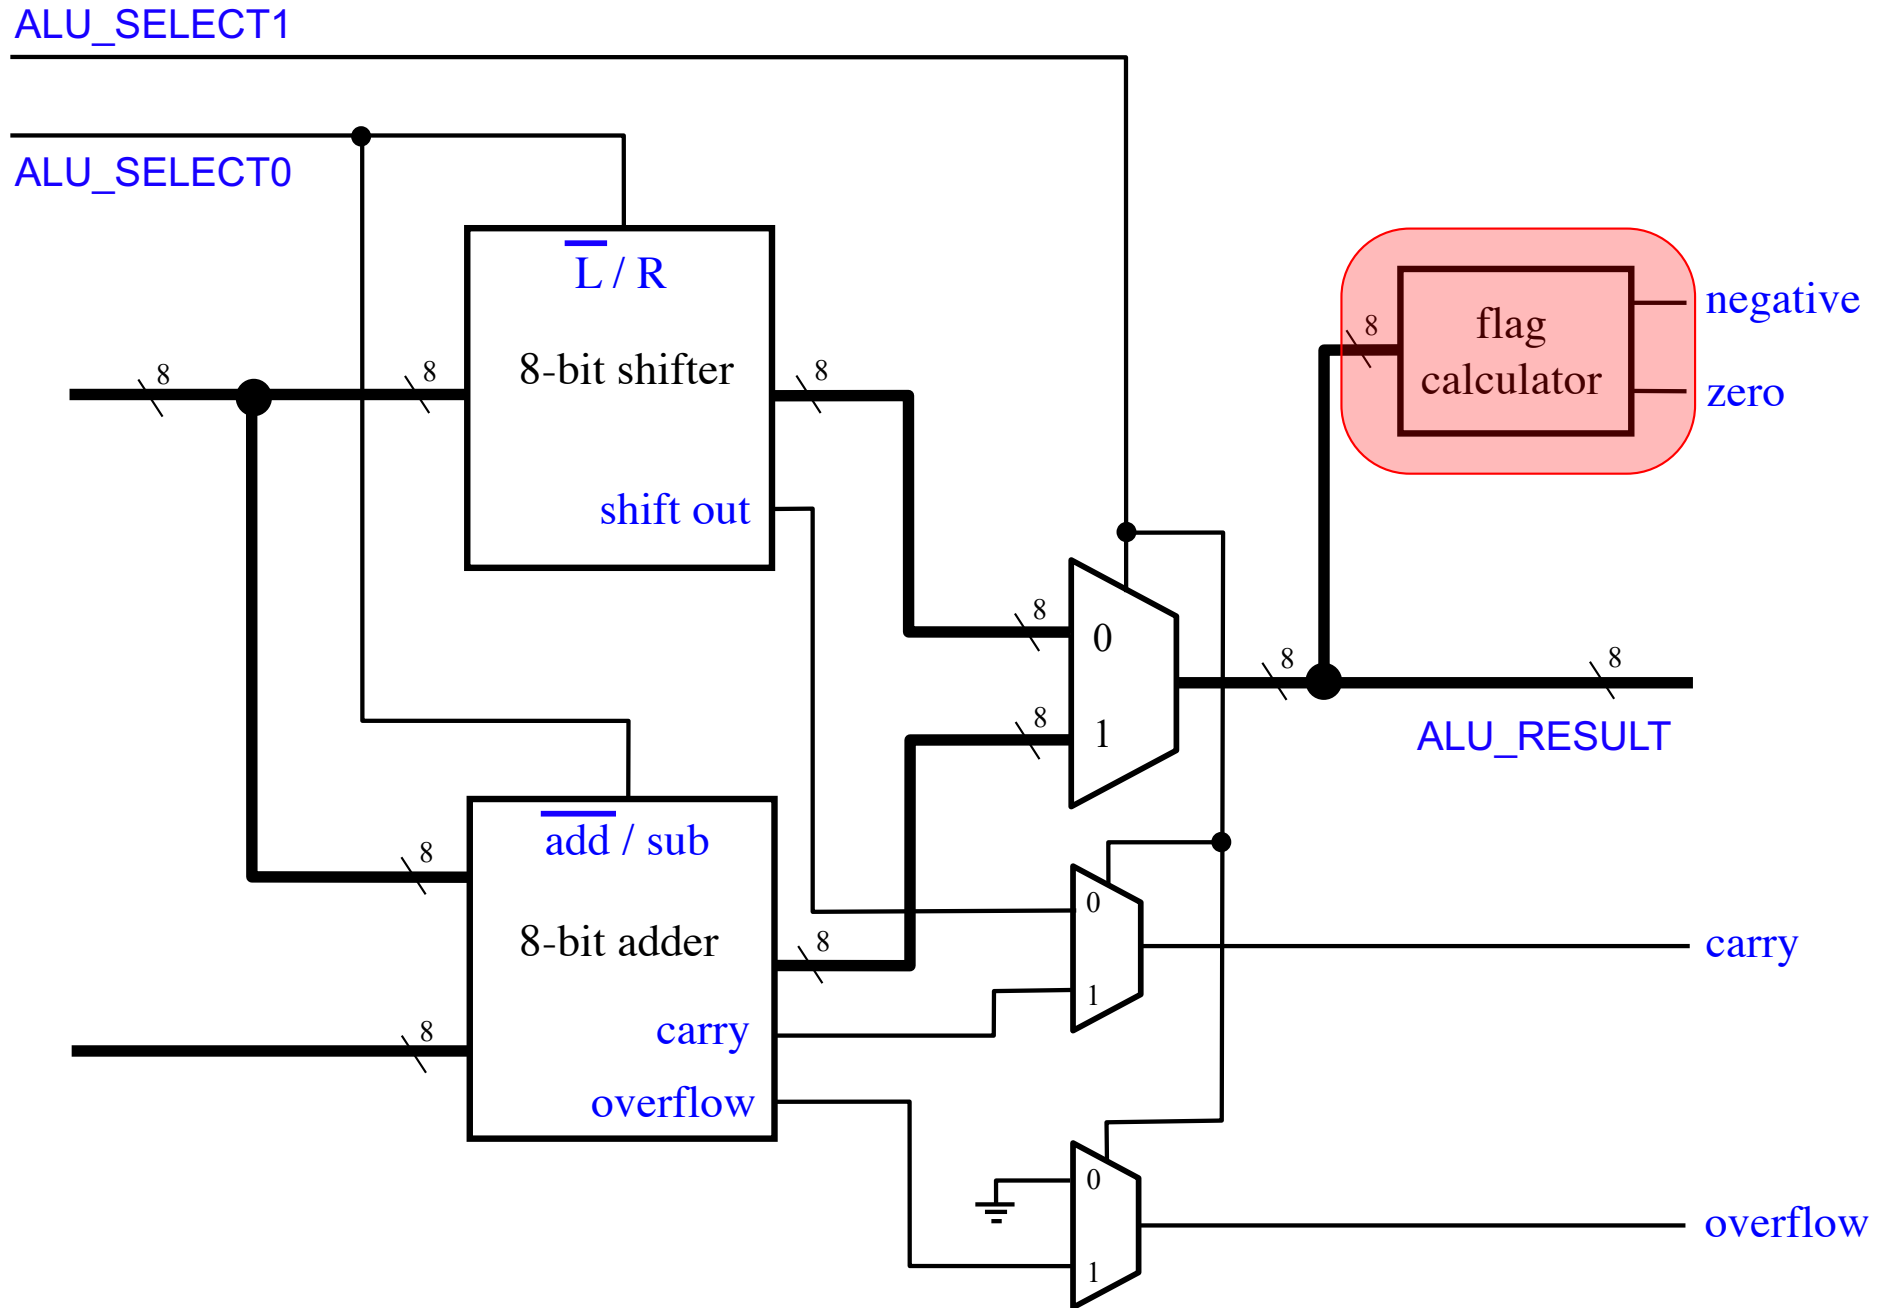 ALU_SELECT1
ALU_SELECT0
L / R
8-bit shifter
shift out
8
8
8
add / sub
8-bit adder
carry
overflow
8
8
8
8
0
8
1
8
8
ALU_RESULT
8
flag
calculator
negative
zero
0
1
carry
0
1
overflow